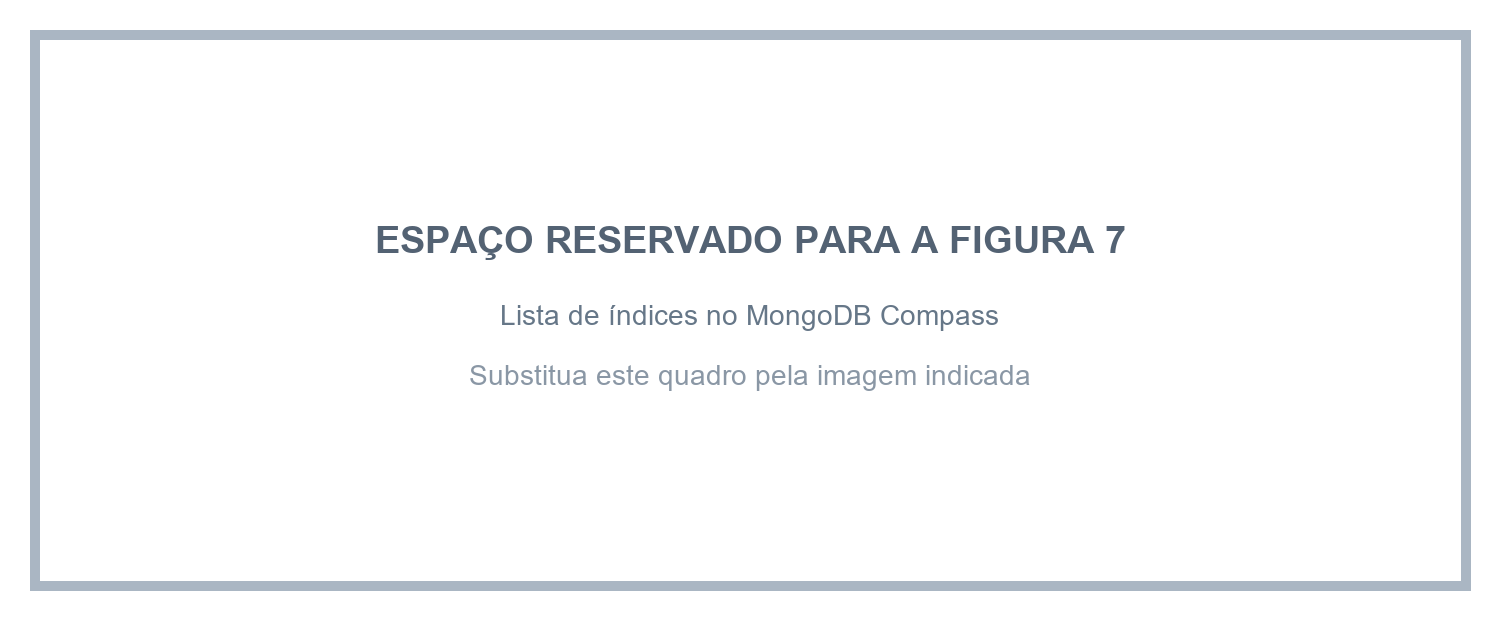 ESPAÇO RESERVADO PARA A FIGURA 7
Lista de índices no MongoDB Compass
Substitua este quadro pela imagem indicada